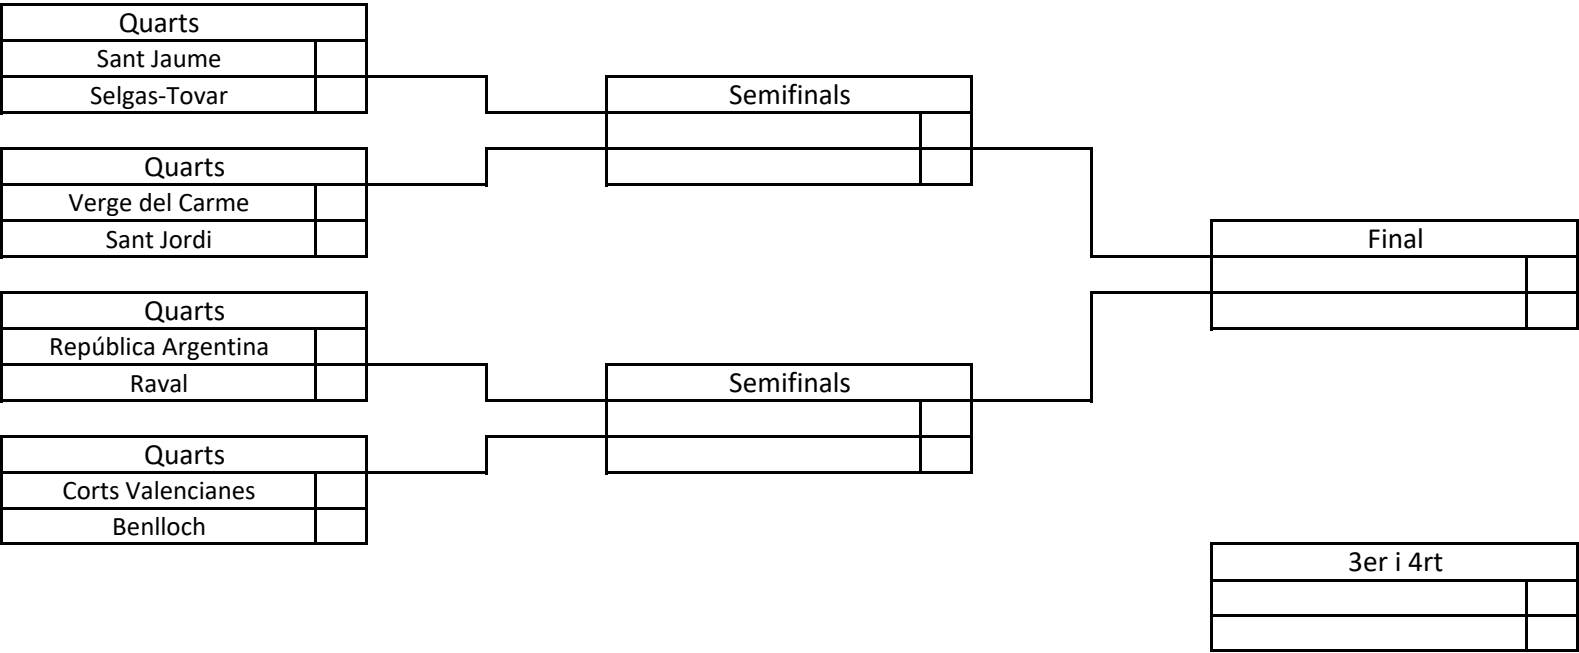 Quarts
Sant Jaume
Selgas-Tovar
Quarts
Verge del Carme
Sant Jordi
Quarts
República Argentina
Raval
Quarts
Corts Valencianes
Benlloch
Semifinals
Semifinals
Final
3er i 4rt